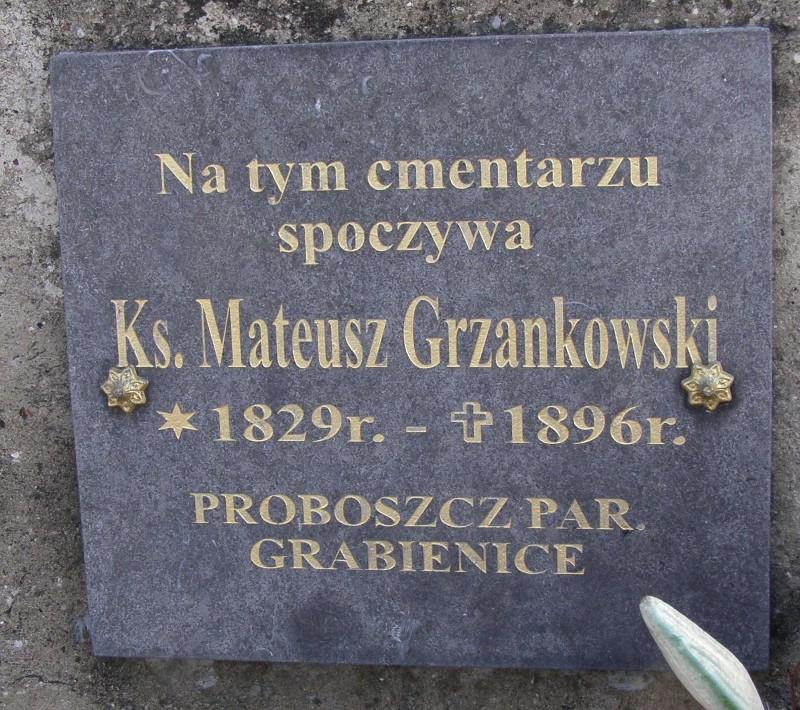 Na tym cmentarzu
spoczywa
Ks. Mateusz Grzankowski
✶ 1829r. - ✝ 1896r.
PROBOSZCZ PAR.
GRABIENICE